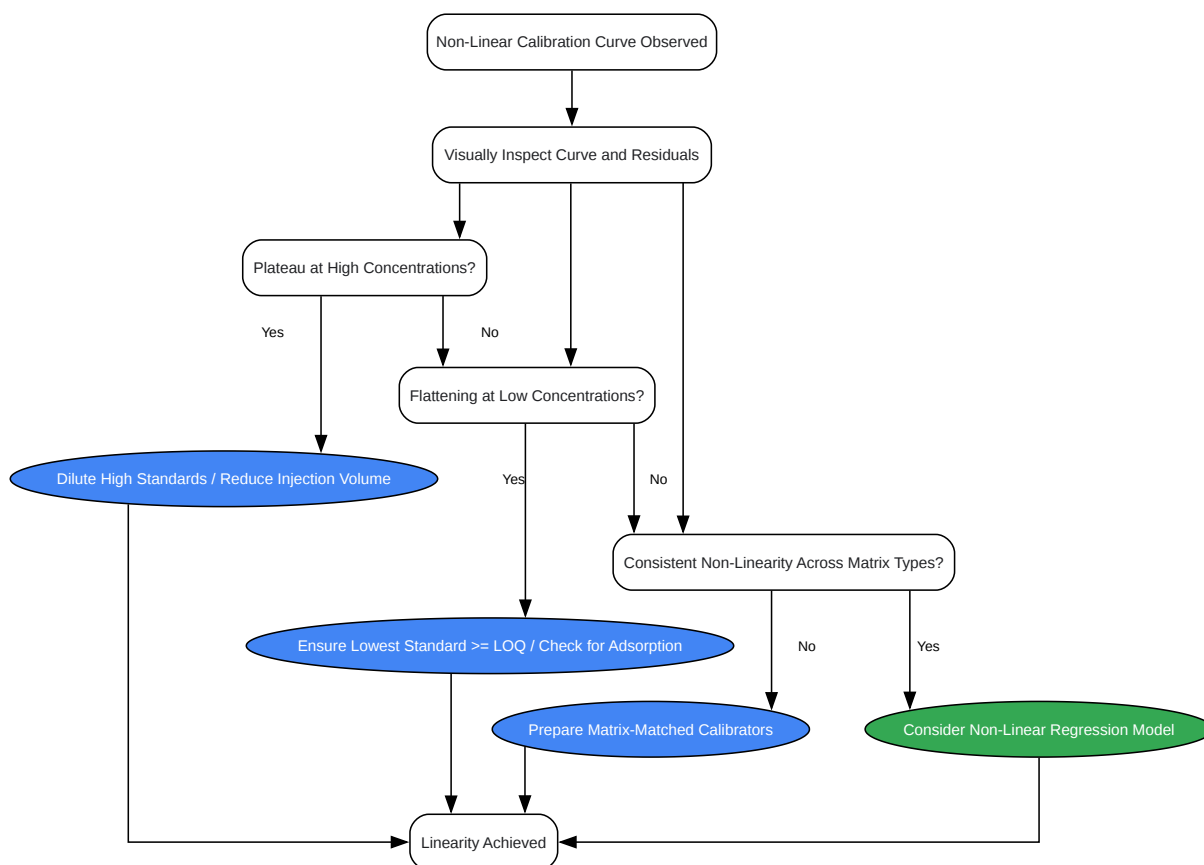 Non-Linear Calibration Curve Observed
Visually Inspect Curve and Residuals
Plateau at High Concentrations?
Yes
No
Flattening at Low Concentrations?
Dilute High Standards / Reduce Injection Volume
Yes
No
Consistent Non-Linearity Across Matrix Types?
Ensure Lowest Standard >= LOQ / Check for Adsorption
No
Yes
Prepare Matrix-Matched Calibrators
Consider Non-Linear Regression Model
Linearity Achieved